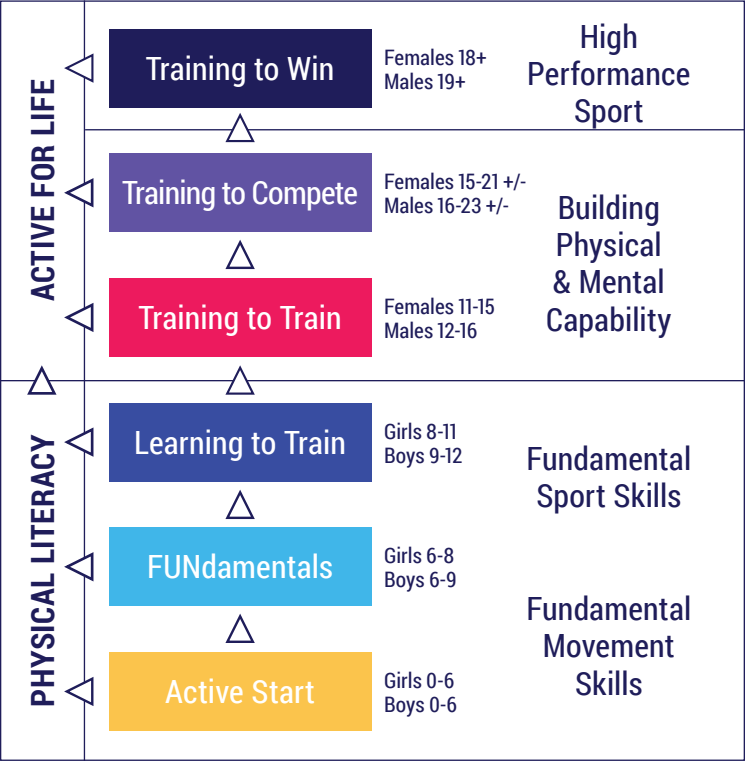 ACTIVE FOR LIFE
Training to Win
Females 18+
Males 19+
High
Performance
Sport
Training to Compete
Females 15-21 +/-
Males 16-23 +/-
Training to Train
Females 11-15
Males 12-16
Building
Physical
& Mental
Capability
PHYSICAL LITERACY
Learning to Train
Girls 8-11
Boys 9-12
Fundamental
Sport Skills
FUNdamentals
Girls 6-8
Boys 6-9
Active Start
Girls 0-6
Boys 0-6
Fundamental
Movement
Skills